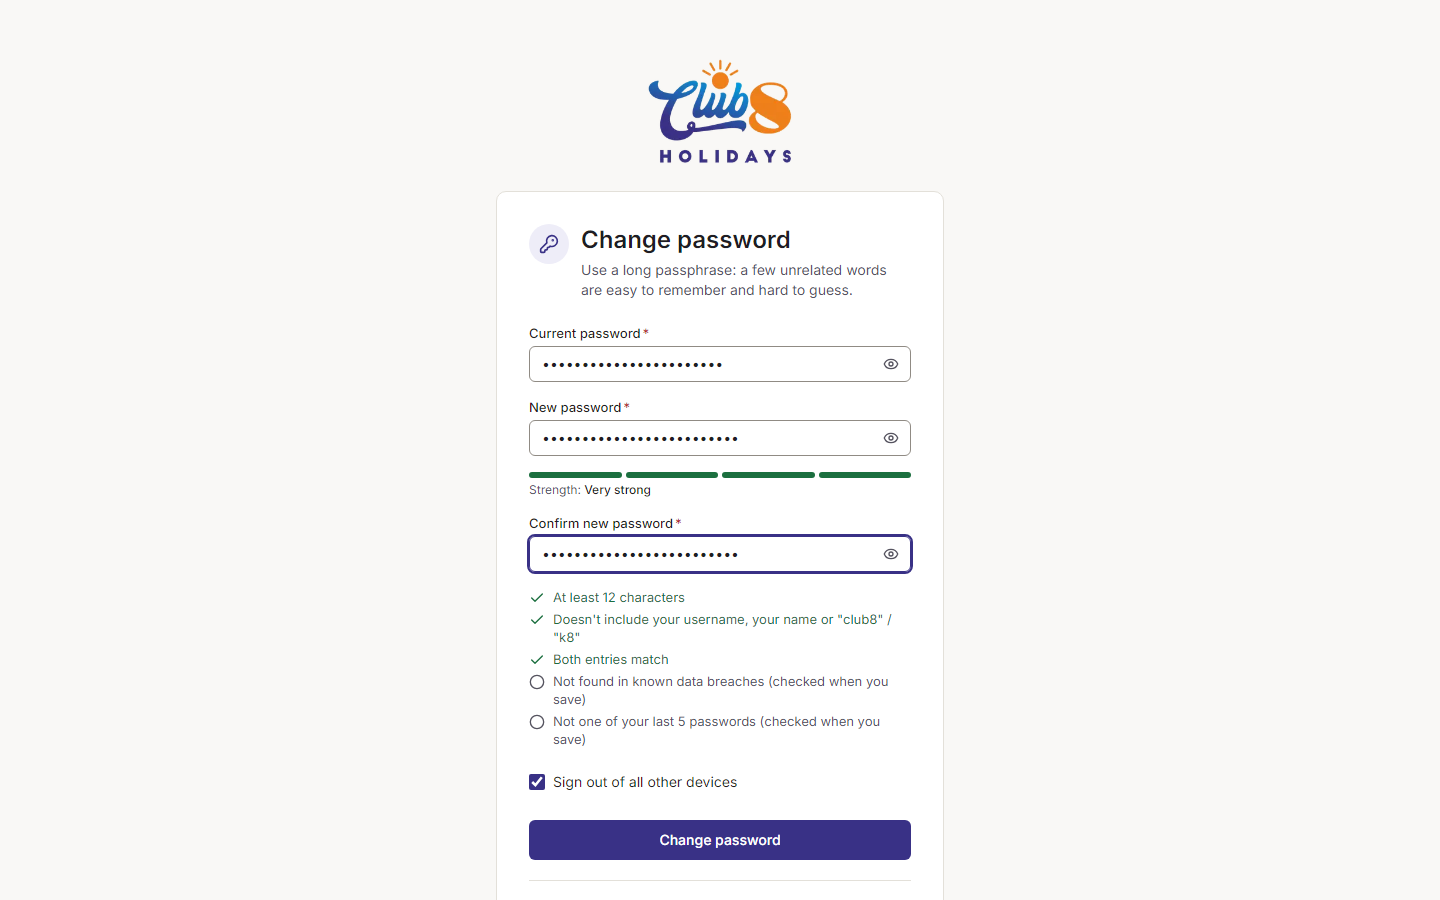 Club8
HOLIDAYS
Change password
Use a long passphrase: a few unrelated words
are easy to remember and hard to guess.
Current password*
•••••••••••••••••••••••
New password*
•••••••••••••••••••••••••
Strength: Very strong
Confirm new password*
•••••••••••••••••••••••••
At least 12 characters
Doesn't include your username, your name or "club8" /
"k8"
Both entries match
Not found in known data breaches (checked when you
save)
Not one of your last 5 passwords (checked when you
save)
Sign out of all other devices
Change password